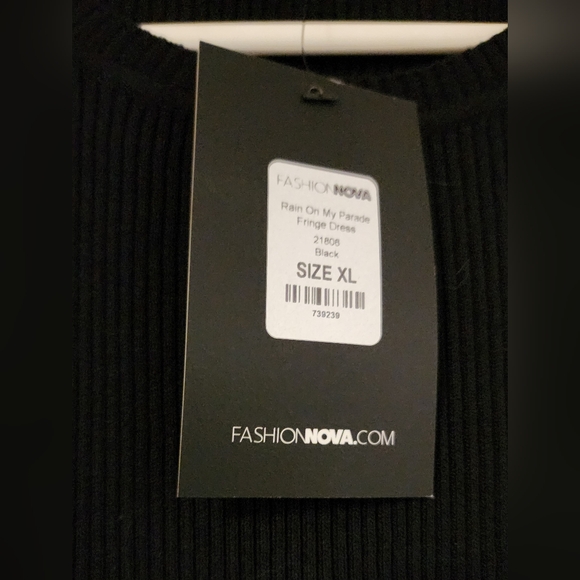 FASHIONNOVA
Rain On My Parade
Fringe Dress
21806
Black
SIZE XL
739239
FASHIONNOVA.COM